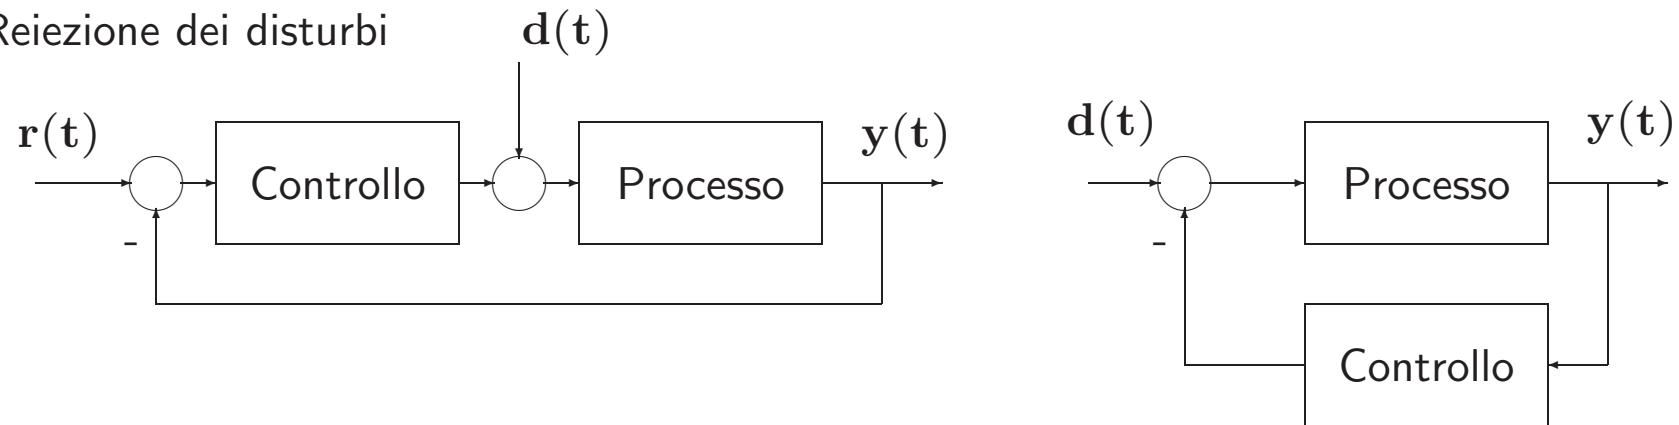 Reiezione dei disturbi
d(t)
r(t)
Controllo
Processo
y(t)
-
d(t)
Processo
y(t)
-
Controllo